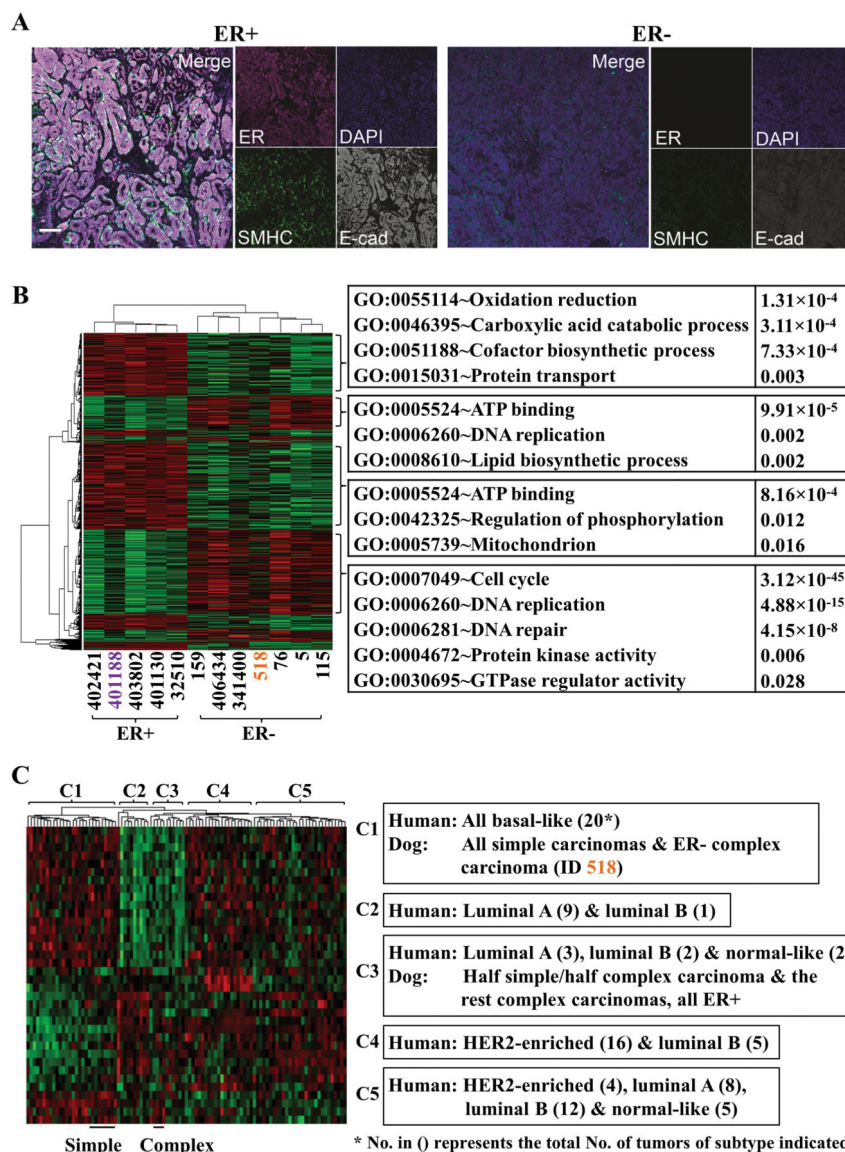 A
ER+
ER-
Merge
ER
DAPI
SMHC
E-cad
Merge
ER
DAPI
SMHC
E-cad
B
GO:0055114~Oxidation reduction 1.31×10-4
GO:0046395~Carboxylic acid catabolic process 3.11×10-4
GO:0051188~Cofactor biosynthetic process 7.33×10-4
GO:0015031~Protein transport 0.003
GO:0005524~ATP binding 9.91×10-5
GO:0006260~DNA replication 0.002
GO:0008610~Lipid biosynthetic process 0.002
GO:0005524~ATP binding 8.16×10-4
GO:0042325~Regulation of phosphorylation 0.012
GO:0005739~Mitochondrion 0.016
GO:0007049~Cell cycle 3.12×10-45
GO:0006260~DNA replication 4.88×10-15
GO:0006281~DNA repair 4.15×10-8
GO:0004672~Protein kinase activity 0.006
GO:0030695~GTPase regulator activity 0.028
402421
401188
403802
401130
32510
159
406434
341400
518
76
5
115
ER+
ER-
C
C1 C2 C3 C4 C5
C1
Human: All basal-like (20*)
Dog: All simple carcinomas & ER- complex
carcinoma (ID 518)
C2
Human: Luminal A (9) & luminal B (1)
C3
Human: Luminal A (3), luminal B (2) & normal-like (2
Dog: Half simple/half complex carcinoma & the
rest complex carcinomas, all ER+
C4
Human: HER2-enriched (16) & luminal B (5)
C5
Human: HER2-enriched (4), luminal A (8),
luminal B (12) & normal-like (5)
Simple Complex
* No. in () represents the total No. of tumors of subtype indicated